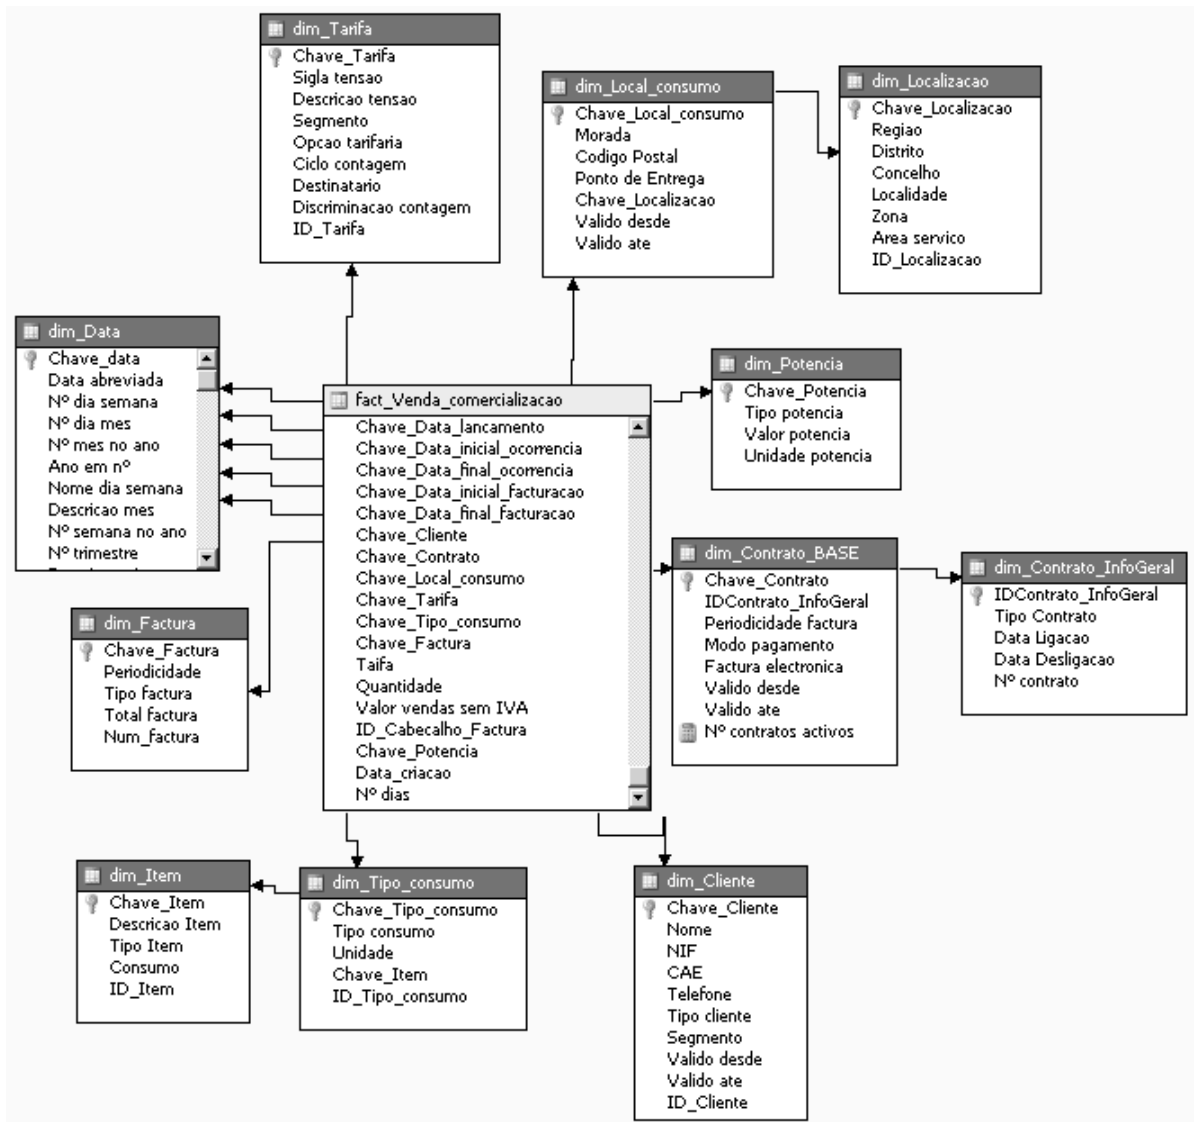 dim_Tarifa
Chave_Tarifa
Sigla tensao
Descricao tensao
Segmento
Opcao tarifaria
Ciclo contagem
Destinatario
Discriminacao contagem
ID_Tarifa
dim_Local_consumo
Chave_Local_consumo
Morada
Codigo Postal
Ponto de Entrega
Chave_Localizacao
Valido desde
Valido ate
dim_Localizacao
Chave_Localizacao
Regiao
Distrito
Concelho
Localidade
Zona
Area servico
ID_Localizacao
dim_Data
Chave_data
Data abreviada
Nº dia semana
Nº dia mes
Nº mes no ano
Ano em nº
Nome dia semana
Descricao mes
Nº semana no ano
Nº trimestre
fact_Venda_comercializacao
Chave_Data_lancamento
Chave_Data_inicial_ocorrencia
Chave_Data_final_ocorrencia
Chave_Data_inicial_facturacao
Chave_Data_final_facturacao
Chave_Cliente
Chave_Contrato
Chave_Local_consumo
Chave_Tarifa
Chave_Tipo_consumo
Chave_Factura
Taifa
Quantidade
Valor vendas sem IVA
ID_Cabecalho_Factura
Chave_Potencia
Data_criacao
Nº dias
dim_Potencia
Chave_Potencia
Tipo potencia
Valor potencia
Unidade potencia
dim_Contrato_BASE
Chave_Contrato
IDContrato_InfoGeral
Periodicidade factura
Modo pagamento
Factura electronica
Valido desde
Valido ate
Nº contratos activos
dim_Contrato_InfoGeral
IDContrato_InfoGeral
Tipo Contrato
Data Ligacao
Data Desligacao
Nº contrato
dim_Factura
Chave_Factura
Periodicidade
Tipo factura
Total factura
Num_factura
dim_Item
Chave_Item
Descricao Item
Tipo Item
Consumo
ID_Item
dim_Tipo_consumo
Chave_Tipo_consumo
Tipo consumo
Unidade
Chave_Item
ID_Tipo_consumo
dim_Cliente
Chave_Cliente
Nome
NIF
CAE
Telefone
Tipo cliente
Segmento
Valido desde
Valido ate
ID_Cliente